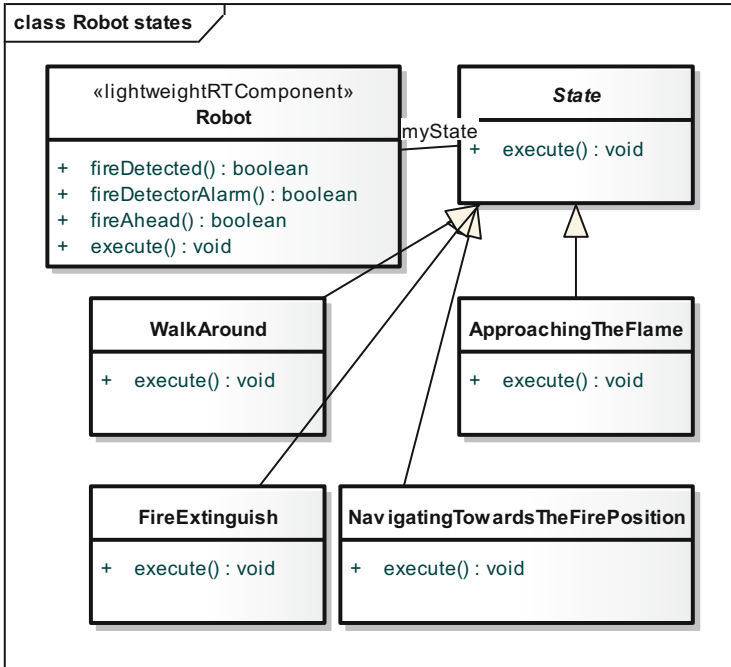 class Robot states
«lightweightRTComponent»
Robot
+ fireDetected() : boolean
+ fireDetectorAlarm() : boolean
+ fireAhead() : boolean
+ execute() : void
myState
State
+ execute() : void
WalkAround
+ execute() : void
ApproachingTheFlame
+ execute() : void
FireExtinguish
+ execute() : void
NavigatingTowardsTheFirePosition
+ execute() : void